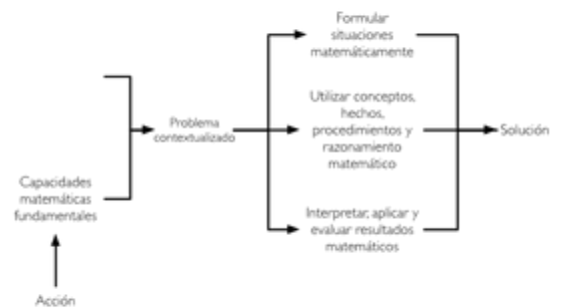 Formular
situaciones
matemáticamente
Utilizar conceptos,
hechos,
procedimientos y
razonamiento
matemático
Problema
contextualizado
Solución
Capacidades
matemáticas
fundamentales
Interpretar, aplicar y
evaluar resultados
matemáticos
Acción